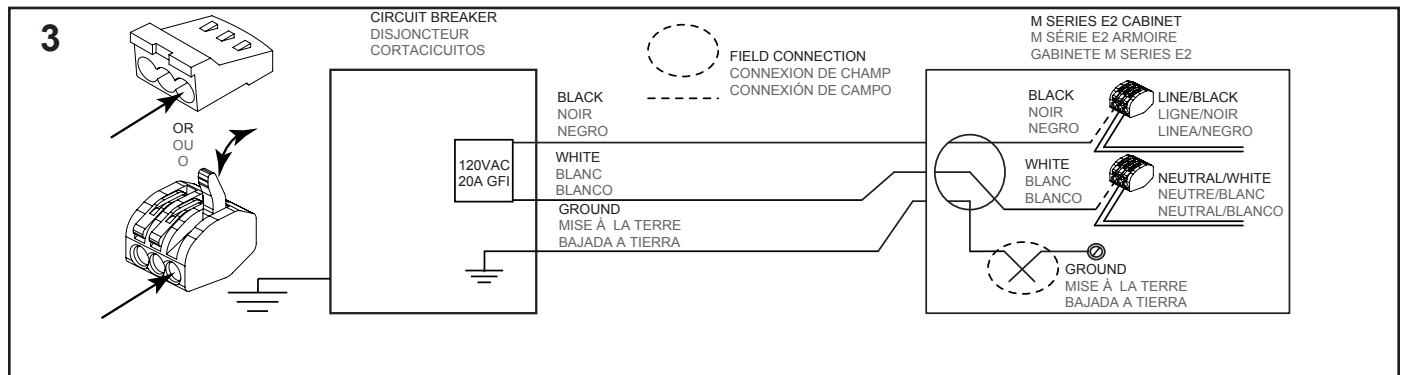 3
CIRCUIT BREAKER
DISJONCTEUR
CORTACICUITOS
OR
OU
O
FIELD CONNECTION
CONNEXION DE CHAMP
CONNEXIÓN DE CAMPO
BLACK
NOIR
NEGRO
120VAC
20A GFI
WHITE
BLANC
BLANCO
GROUND
MISE À LA TERRE
BAJADA A TIERRA
M SERIES E2 CABINET
M SÉRIE E2 ARMOIRE
GABINETE M SERIES E2
BLACK
NOIR
NEGRO
LINE/BLACK
LIGNE/NOIR
LINEA/NEGRO
WHITE
BLANC
BLANCO
NEUTRAL/WHITE
NEUTRE/BLANC
NEUTRAL/BLANCO
GROUND
MISE À LA TERRE
BAJADA A TIERRA